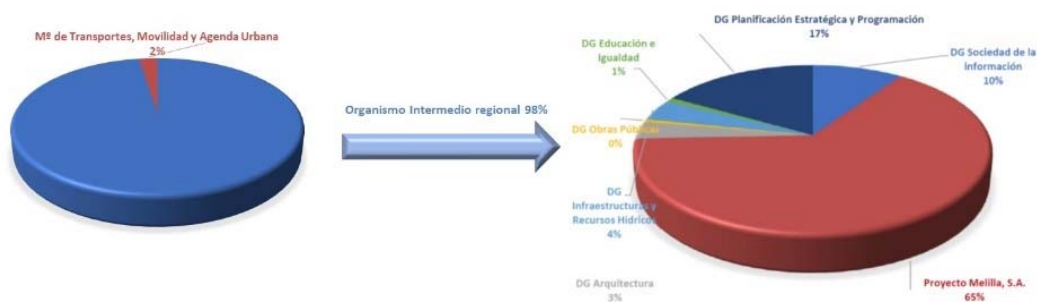 Mº de Transportes, Movilidad y Agenda Urbana
2%
Organismo Intermedio regional 98%
DG Planificación Estratégica y Programación
17%
DG Sociedad de la
información
10%
DG Educación e
Igualdad
1%
DG Obras Públicas
0%
DG
Infraestructuras y
Recursos Hídricos
4%
DG Arquitectura
3%
Proyecto Melilla, S.A.
65%